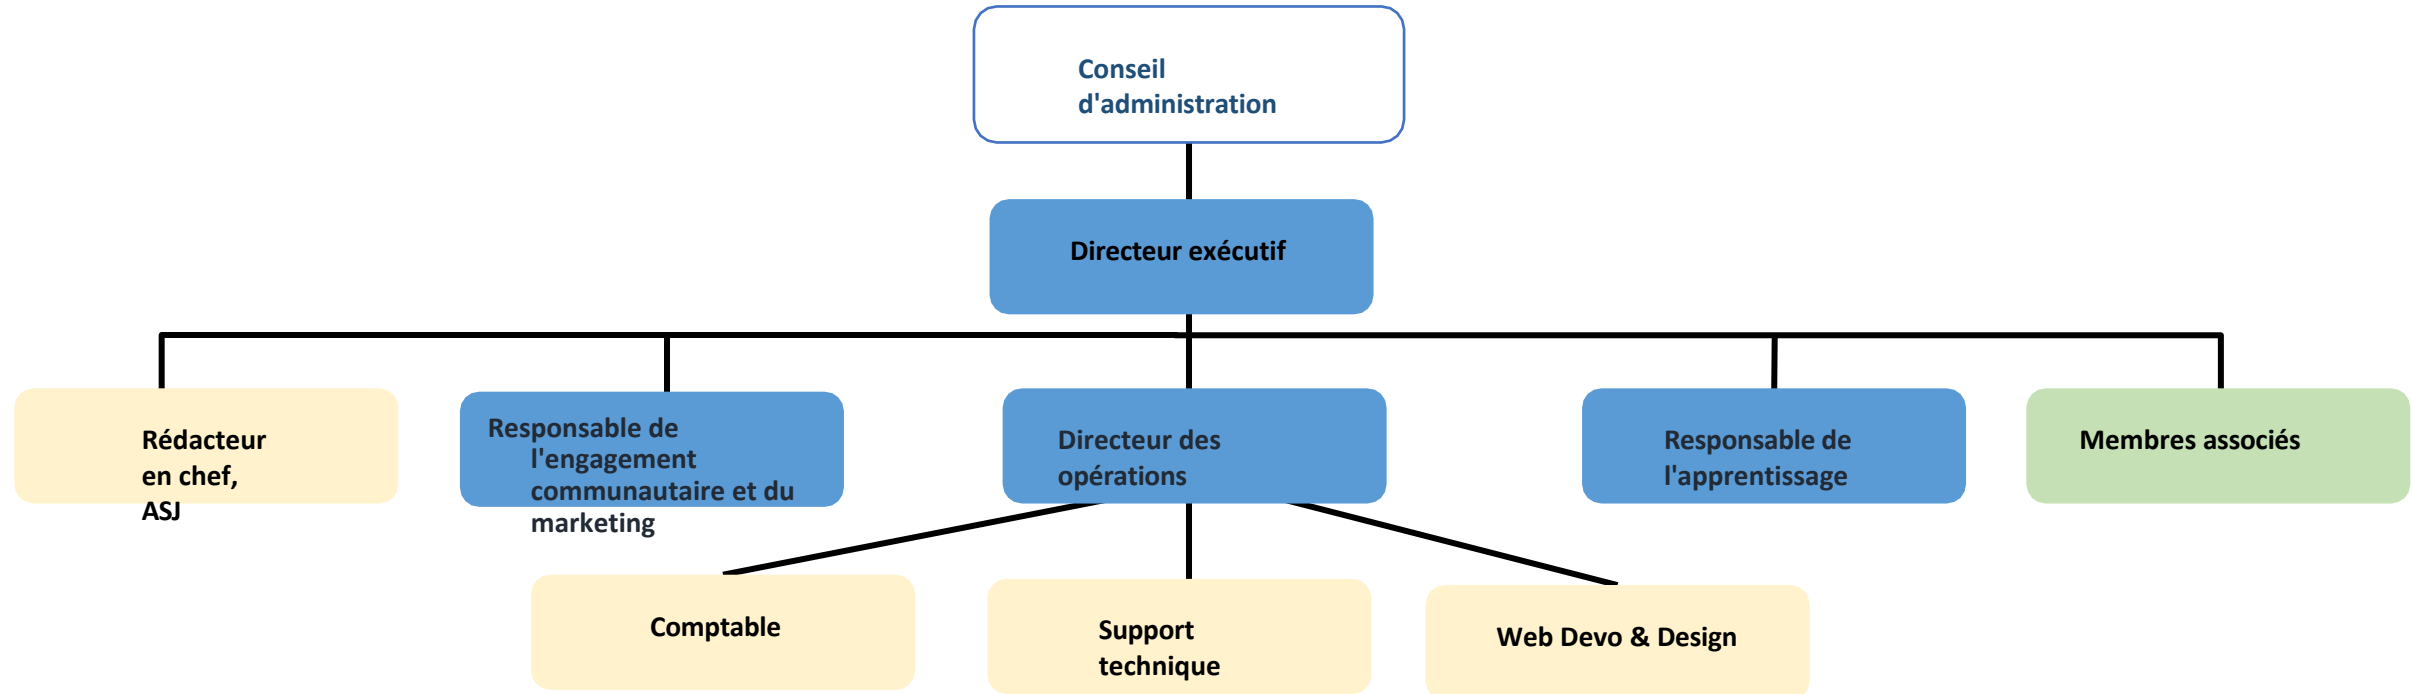 Conseil
d'administration
Directeur exécutif
Rédacteur
en chef,
ASJ
Responsable de
l'engagement
communautaire et du
marketing
Directeur des
opérations
Responsable de
l'apprentissage
Membres associés
Comptable
Support
technique
Web Devo & Design